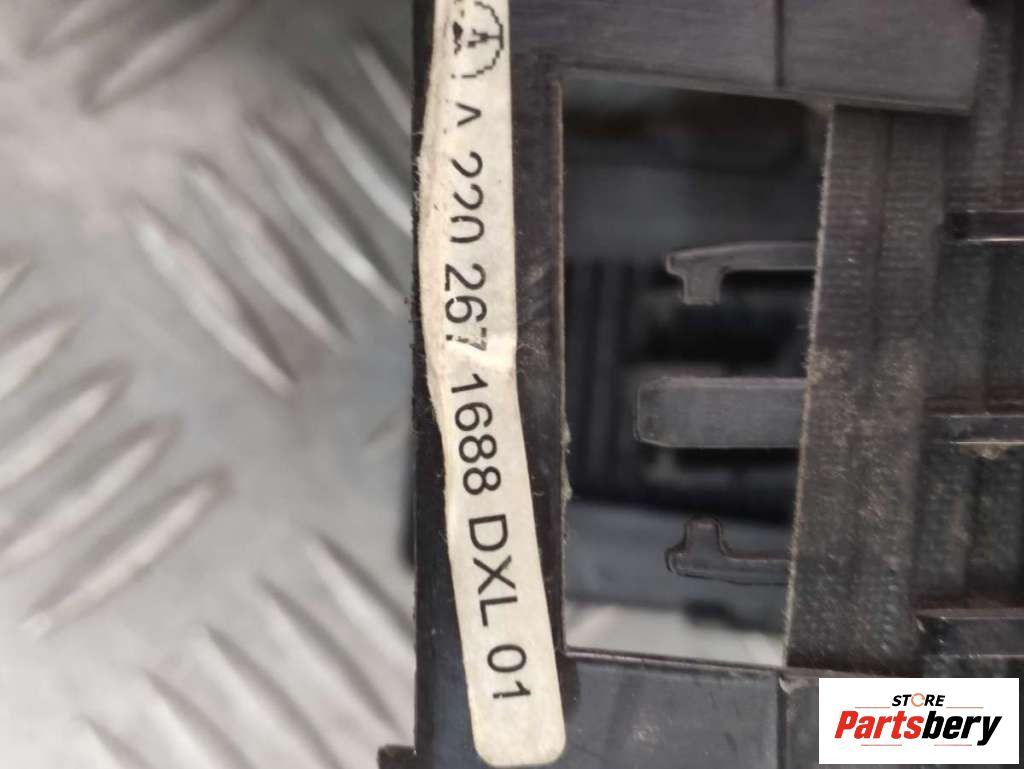 A 220 267 1688 DXL 01
STORE
Partsbery